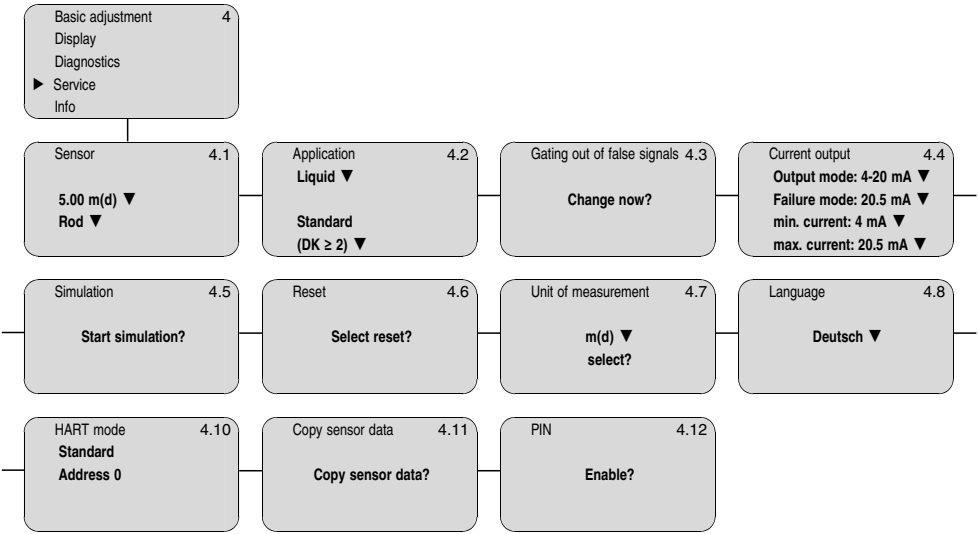 Basic adjustment 4
Display
Diagnostics
▶ Service
Info
Sensor 4.1
5.00 m(d) ▼
Rod ▼
Application 4.2
Liquid ▼
Standard
(DK ≥ 2) ▼
Gating out of false signals 4.3
Change now?
Current output 4.4
Output mode: 4-20 mA ▼
Failure mode: 20.5 mA ▼
min. current: 4 mA ▼
max. current: 20.5 mA ▼
Simulation 4.5
Start simulation?
Reset 4.6
Select reset?
Unit of measurement 4.7
m(d) ▼
select?
Language 4.8
Deutsch ▼
HART mode 4.10
Standard
Address 0
Copy sensor data 4.11
Copy sensor data?
PIN 4.12
Enable?